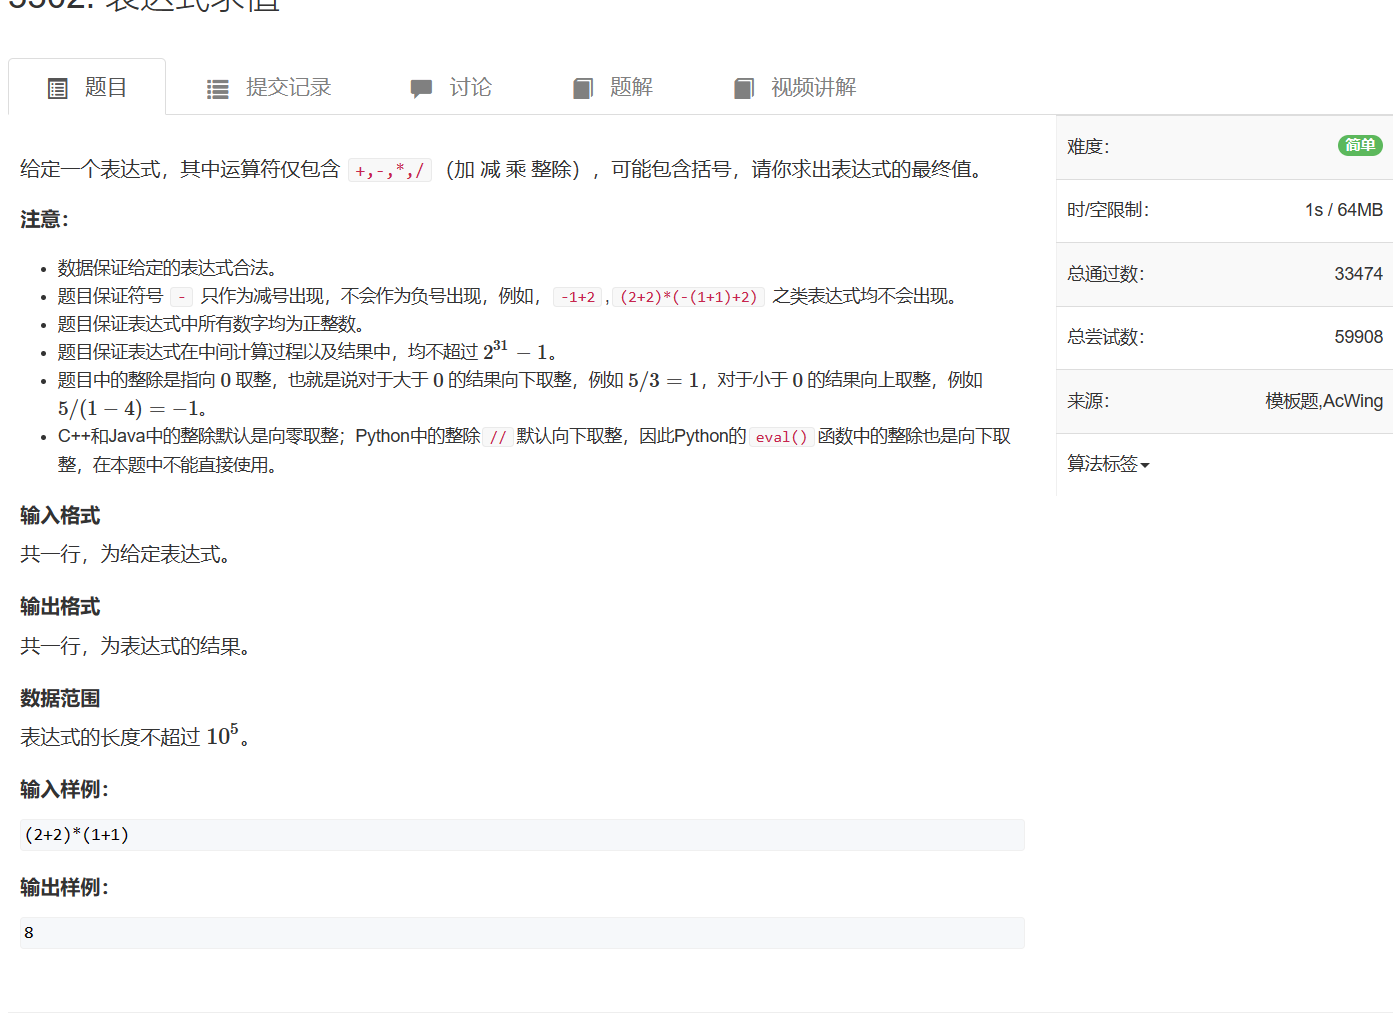 3302. 表达式求值
题目
提交记录
讨论
题解
视频讲解
给定一个表达式，其中运算符仅包含 +,-,*,/ （加 减 乘 整除），可能包含括号，请你求出表达式的最终值。
注意：
数据保证给定的表达式合法。
题目保证符号 - 只作为减号出现，不会作为负号出现，例如， -1+2 , (2+2)*(-(1+1)+2) 之类表达式均不会出现。
题目保证表达式中所有数字均为正整数。
题目保证表达式在中间计算过程以及结果中，均不超过 2^31 − 1。
题目中的整除是指向 0 取整，也就是说对于大于 0 的结果向下取整，例如 5/3 = 1，对于小于 0 的结果向上取整，例如
5/(1 − 4) = −1。
C++和Java中的整除默认是向零取整；Python中的整除 // 默认向下取整，因此Python的 eval() 函数中的整除也是向下取
整，在本题中不能直接使用。
输入格式
共一行，为给定表达式。
输出格式
共一行，为表达式的结果。
数据范围
表达式的长度不超过 10^5。
输入样例：
(2+2)*(1+1)
输出样例：
8
难度： 简单
时/空限制： 1s / 64MB
总通过数： 33474
总尝试数： 59908
来源： 模板题,AcWing
算法标签